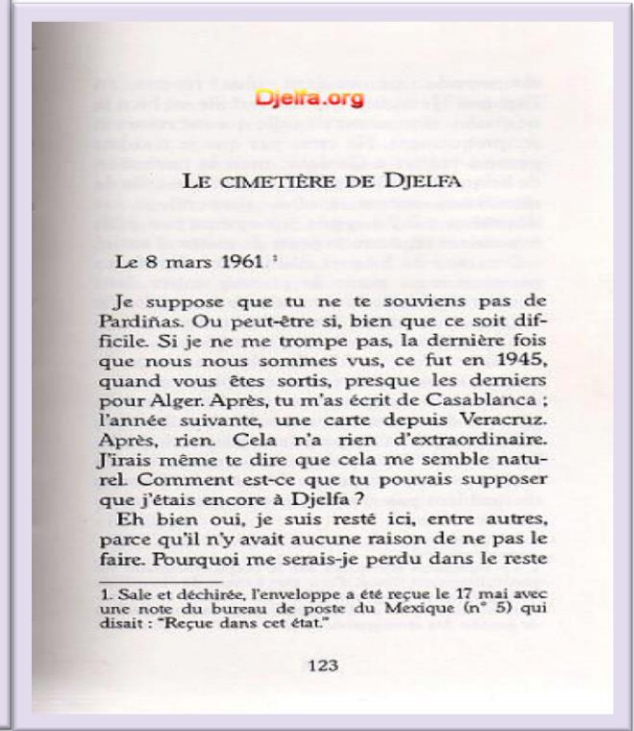 Djelfa.org
LE CIMETIÈRE DE DJELFA
Le 8 mars 1961 ¹
Je suppose que tu ne te souviens pas de
Pardiñas. Ou peut-être si, bien que ce soit dif-
ficile. Si je ne me trompe pas, la dernière fois
que nous nous sommes vus, ce fut en 1945,
quand vous êtes sortis, presque les derniers
pour Alger. Après, tu m'as écrit de Casablanca ;
l'année suivante, une carte depuis Veracruz.
Après, rien. Cela n'a rien d'extraordinaire.
J'irais même te dire que cela me semble natu-
rel. Comment est-ce que tu pouvais supposer
que j'étais encore à Djelfa ?
Eh bien oui, je suis resté ici, entre autres,
parce qu'il n'y avait aucune raison de ne pas le
faire. Pourquoi me serais-je perdu dans le reste
1. Sale et déchirée, l'enveloppe a été reçue le 17 mai avec
une note du bureau de poste du Mexique (n° 5) qui
disait : "Reçue dans cet état."
123